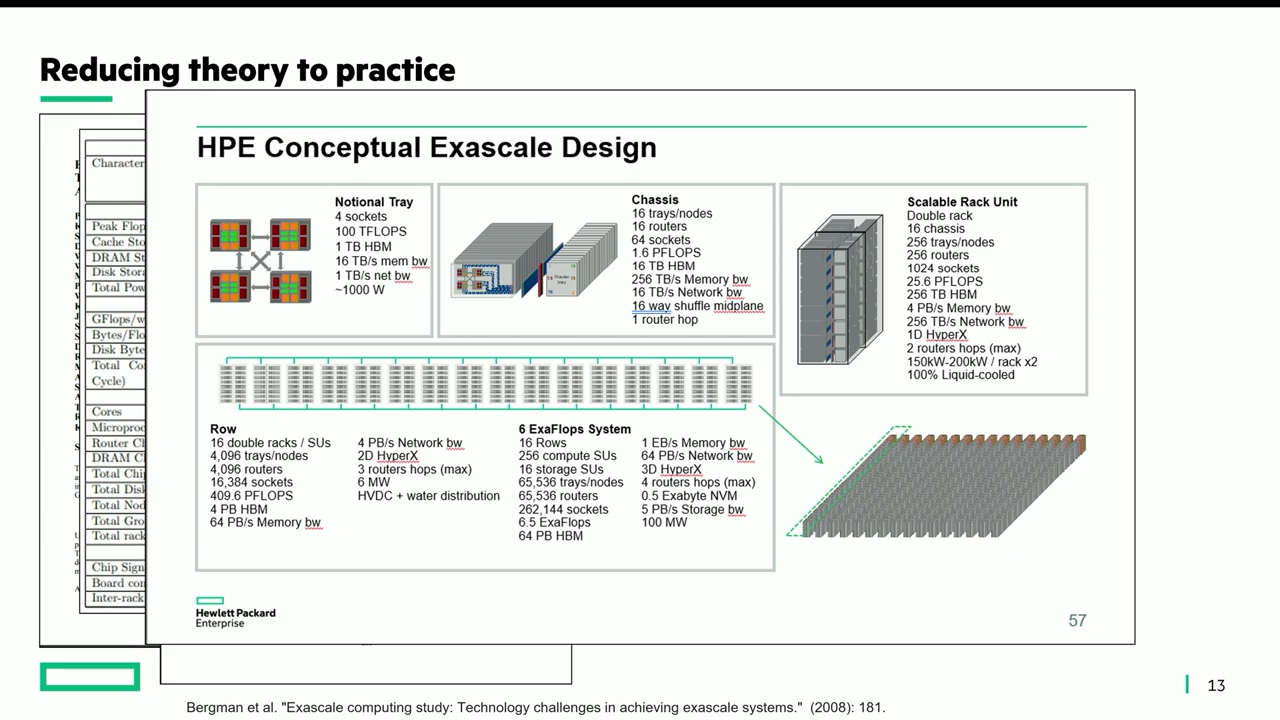 Reducing theory to practice
Character
Peak Flop
Cache Sto
DRAM St
Disk Stora
Total Pow
GFlops/w
Bytes/Flo
Disk Byte
Total Co
Cycle)
Cores
Microproc
Router Ch
DRAM C
Total Chip
Total Disk
Total Nod
Total Gro
Total rack
Chip Sign
Board con
Inter-rack
HPE Conceptual Exascale Design
Notional Tray
4 sockets
100 TFLOPS
1 TB HBM
16 TB/s mem bw
1 TB/s net bw
~1000 W
Router
tray
Chassis
16 trays/nodes
16 routers
64 sockets
1.6 PFLOPS
16 TB HBM
256 TB/s Memory bw
16 TB/s Network bw
16 way shuffle midplane
1 router hop
Scalable Rack Unit
Double rack
16 chassis
256 trays/nodes
256 routers
1024 sockets
25.6 PFLOPS
256 TB HBM
4 PB/s Memory bw
256 TB/s Network bw
1D HyperX
2 routers hops (max)
150kW-200kW / rack x2
100% Liquid-cooled
Row
16 double racks / SUs
4,096 trays/nodes
4,096 routers
16,384 sockets
409.6 PFLOPS
4 PB HBM
64 PB/s Memory bw
4 PB/s Network bw
2D HyperX
3 routers hops (max)
6 MW
HVDC + water distribution
6 ExaFlops System
16 Rows
256 compute SUs
16 storage SUs
65,536 trays/nodes
65,536 routers
262,144 sockets
6.5 ExaFlops
64 PB HBM
1 EB/s Memory bw
64 PB/s Network bw
3D HyperX
4 routers hops (max)
0.5 Exabyte NVM
5 PB/s Storage bw
100 MW
Hewlett Packard
Enterprise
57
13
Bergman et al. "Exascale computing study: Technology challenges in achieving exascale systems." (2008): 181.